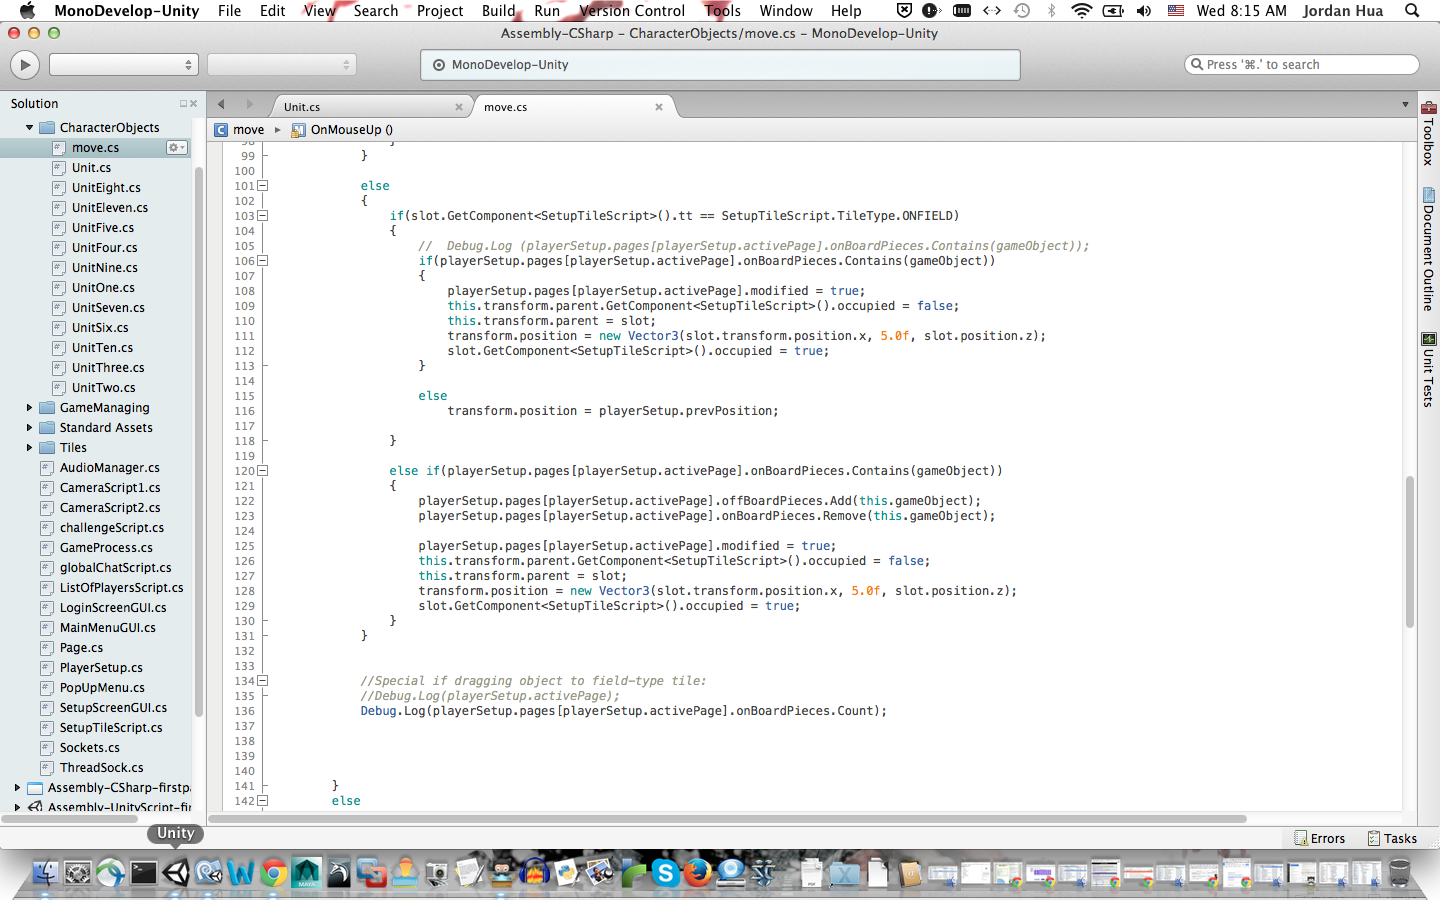 MonoDevelop-Unity File Edit View Search Project Build Run Version Control Tools Window Help Wed 8:15 AM Jordan Hua
Assembly-CSharp – CharacterObjects/move.cs – MonoDevelop-Unity
MonoDevelop-Unity
Press '⌘.' to search
Solution
CharacterObjects
move.cs
Unit.cs
UnitEight.cs
UnitEleven.cs
UnitFive.cs
UnitFour.cs
UnitNine.cs
UnitOne.cs
UnitSeven.cs
UnitSix.cs
UnitTen.cs
UnitThree.cs
UnitTwo.cs
GameManaging
Standard Assets
Tiles
AudioManager.cs
CameraScript1.cs
CameraScript2.cs
challengeScript.cs
GameProcess.cs
globalChatScript.cs
ListOfPlayersScript.cs
LoginScreenGUI.cs
MainMenuGUI.cs
Page.cs
PlayerSetup.cs
PopUpMenu.cs
SetupScreenGUI.cs
SetupTileScript.cs
Sockets.cs
ThreadSock.cs
Assembly-CSharp-firstp
Assembly-UnityScript-fir
Unit.cs
move.cs
move OnMouseUp ()
98 }
99 }
100
101 else
102 {
103 if(slot.GetComponent<SetupTileScript>().tt == SetupTileScript.TileType.ONFIELD)
104 {
105 // Debug.Log (playerSetup.pages[playerSetup.activePage].onBoardPieces.Contains(gameObject));
106 if(playerSetup.pages[playerSetup.activePage].onBoardPieces.Contains(gameObject))
107 {
108 playerSetup.pages[playerSetup.activePage].modified = true;
109 this.transform.parent.GetComponent<SetupTileScript>().occupied = false;
110 this.transform.parent = slot;
111 transform.position = new Vector3(slot.transform.position.x, 5.0f, slot.position.z);
112 slot.GetComponent<SetupTileScript>().occupied = true;
113 }
114
115 else
116 transform.position = playerSetup.prevPosition;
117
118 }
119
120 else if(playerSetup.pages[playerSetup.activePage].onBoardPieces.Contains(gameObject))
121 {
122 playerSetup.pages[playerSetup.activePage].offBoardPieces.Add(this.gameObject);
123 playerSetup.pages[playerSetup.activePage].onBoardPieces.Remove(this.gameObject);
124
125 playerSetup.pages[playerSetup.activePage].modified = true;
126 this.transform.parent.GetComponent<SetupTileScript>().occupied = false;
127 this.transform.parent = slot;
128 transform.position = new Vector3(slot.transform.position.x, 5.0f, slot.position.z);
129 slot.GetComponent<SetupTileScript>().occupied = true;
130 }
131 }
132
133
134 //Special if dragging object to field-type tile:
135 //Debug.Log(playerSetup.activePage);
136 Debug.Log(playerSetup.pages[playerSetup.activePage].onBoardPieces.Count);
137
138
139
140
141 }
142 else
Toolbox
Document Outline
Unit Tests
Errors Tasks
Unity
MAYA
PDF